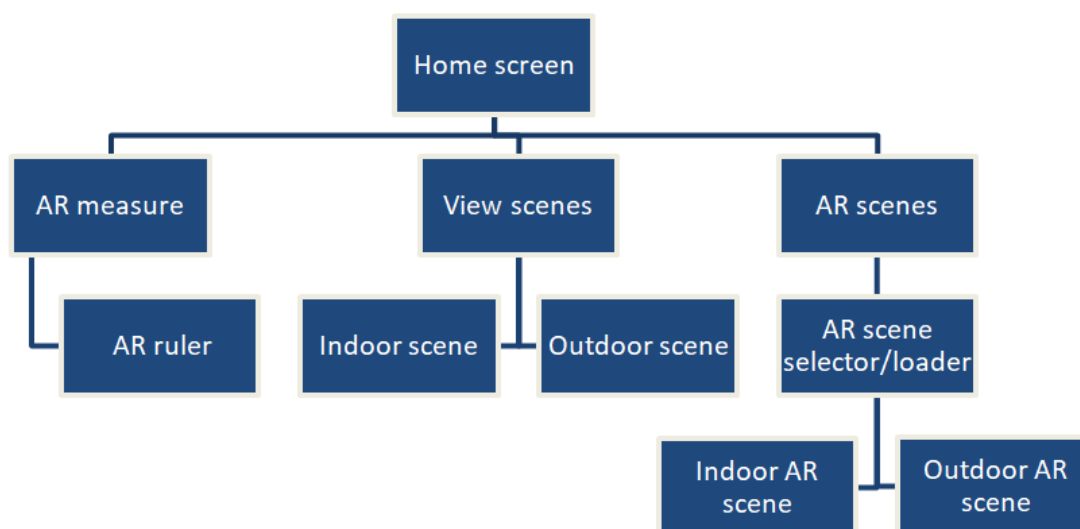 Home screen
AR measure
View scenes
AR scenes
AR ruler
Indoor scene
Outdoor scene
AR scene
selector/loader
Indoor AR
scene
Outdoor AR
scene